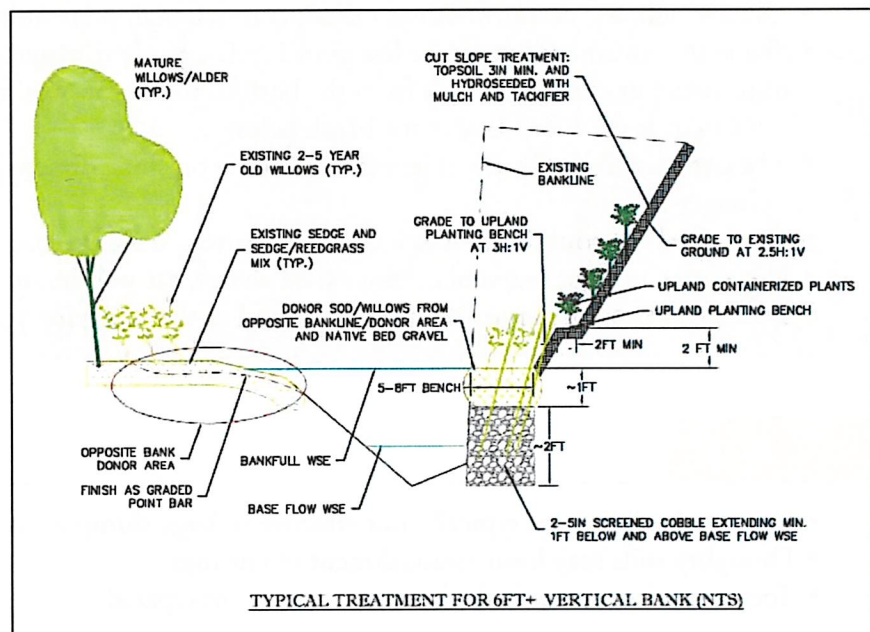 MATURE
WILLOWS/ALDER
(TYP.)
CUT SLOPE TREATMENT:
TOPSOIL 3IN MIN. AND
HYDROSEEDED WITH
MULCH AND TACKIFIER
EXISTING 2-5 YEAR
OLD WILLOWS (TYP.)
EXISTING
BANKLINE
EXISTING SEDGE AND
SEDGE/REEDGRASS
MIX (TYP.)
GRADE TO UPLAND
PLANTING BENCH
AT 3H:1V
GRADE TO EXISTING
GROUND AT 2.5H:1V
UPLAND CONTAINERIZED PLANTS
UPLAND PLANTING BENCH
DONOR SOD/WILLOWS FROM
OPPOSITE BANKLINE/DONOR AREA
AND NATIVE BED GRAVEL
2FT MIN
2 FT MIN
5-8FT BENCH
~1FT
OPPOSITE BANK
DONOR AREA
BANKFULL WSE
~2FT
FINISH AS GRADED
POINT BAR
BASE FLOW WSE
2-5IN SCREENED COBBLE EXTENDING MIN.
1FT BELOW AND ABOVE BASE FLOW WSE
TYPICAL TREATMENT FOR 6FT+ VERTICAL BANK (NTS)